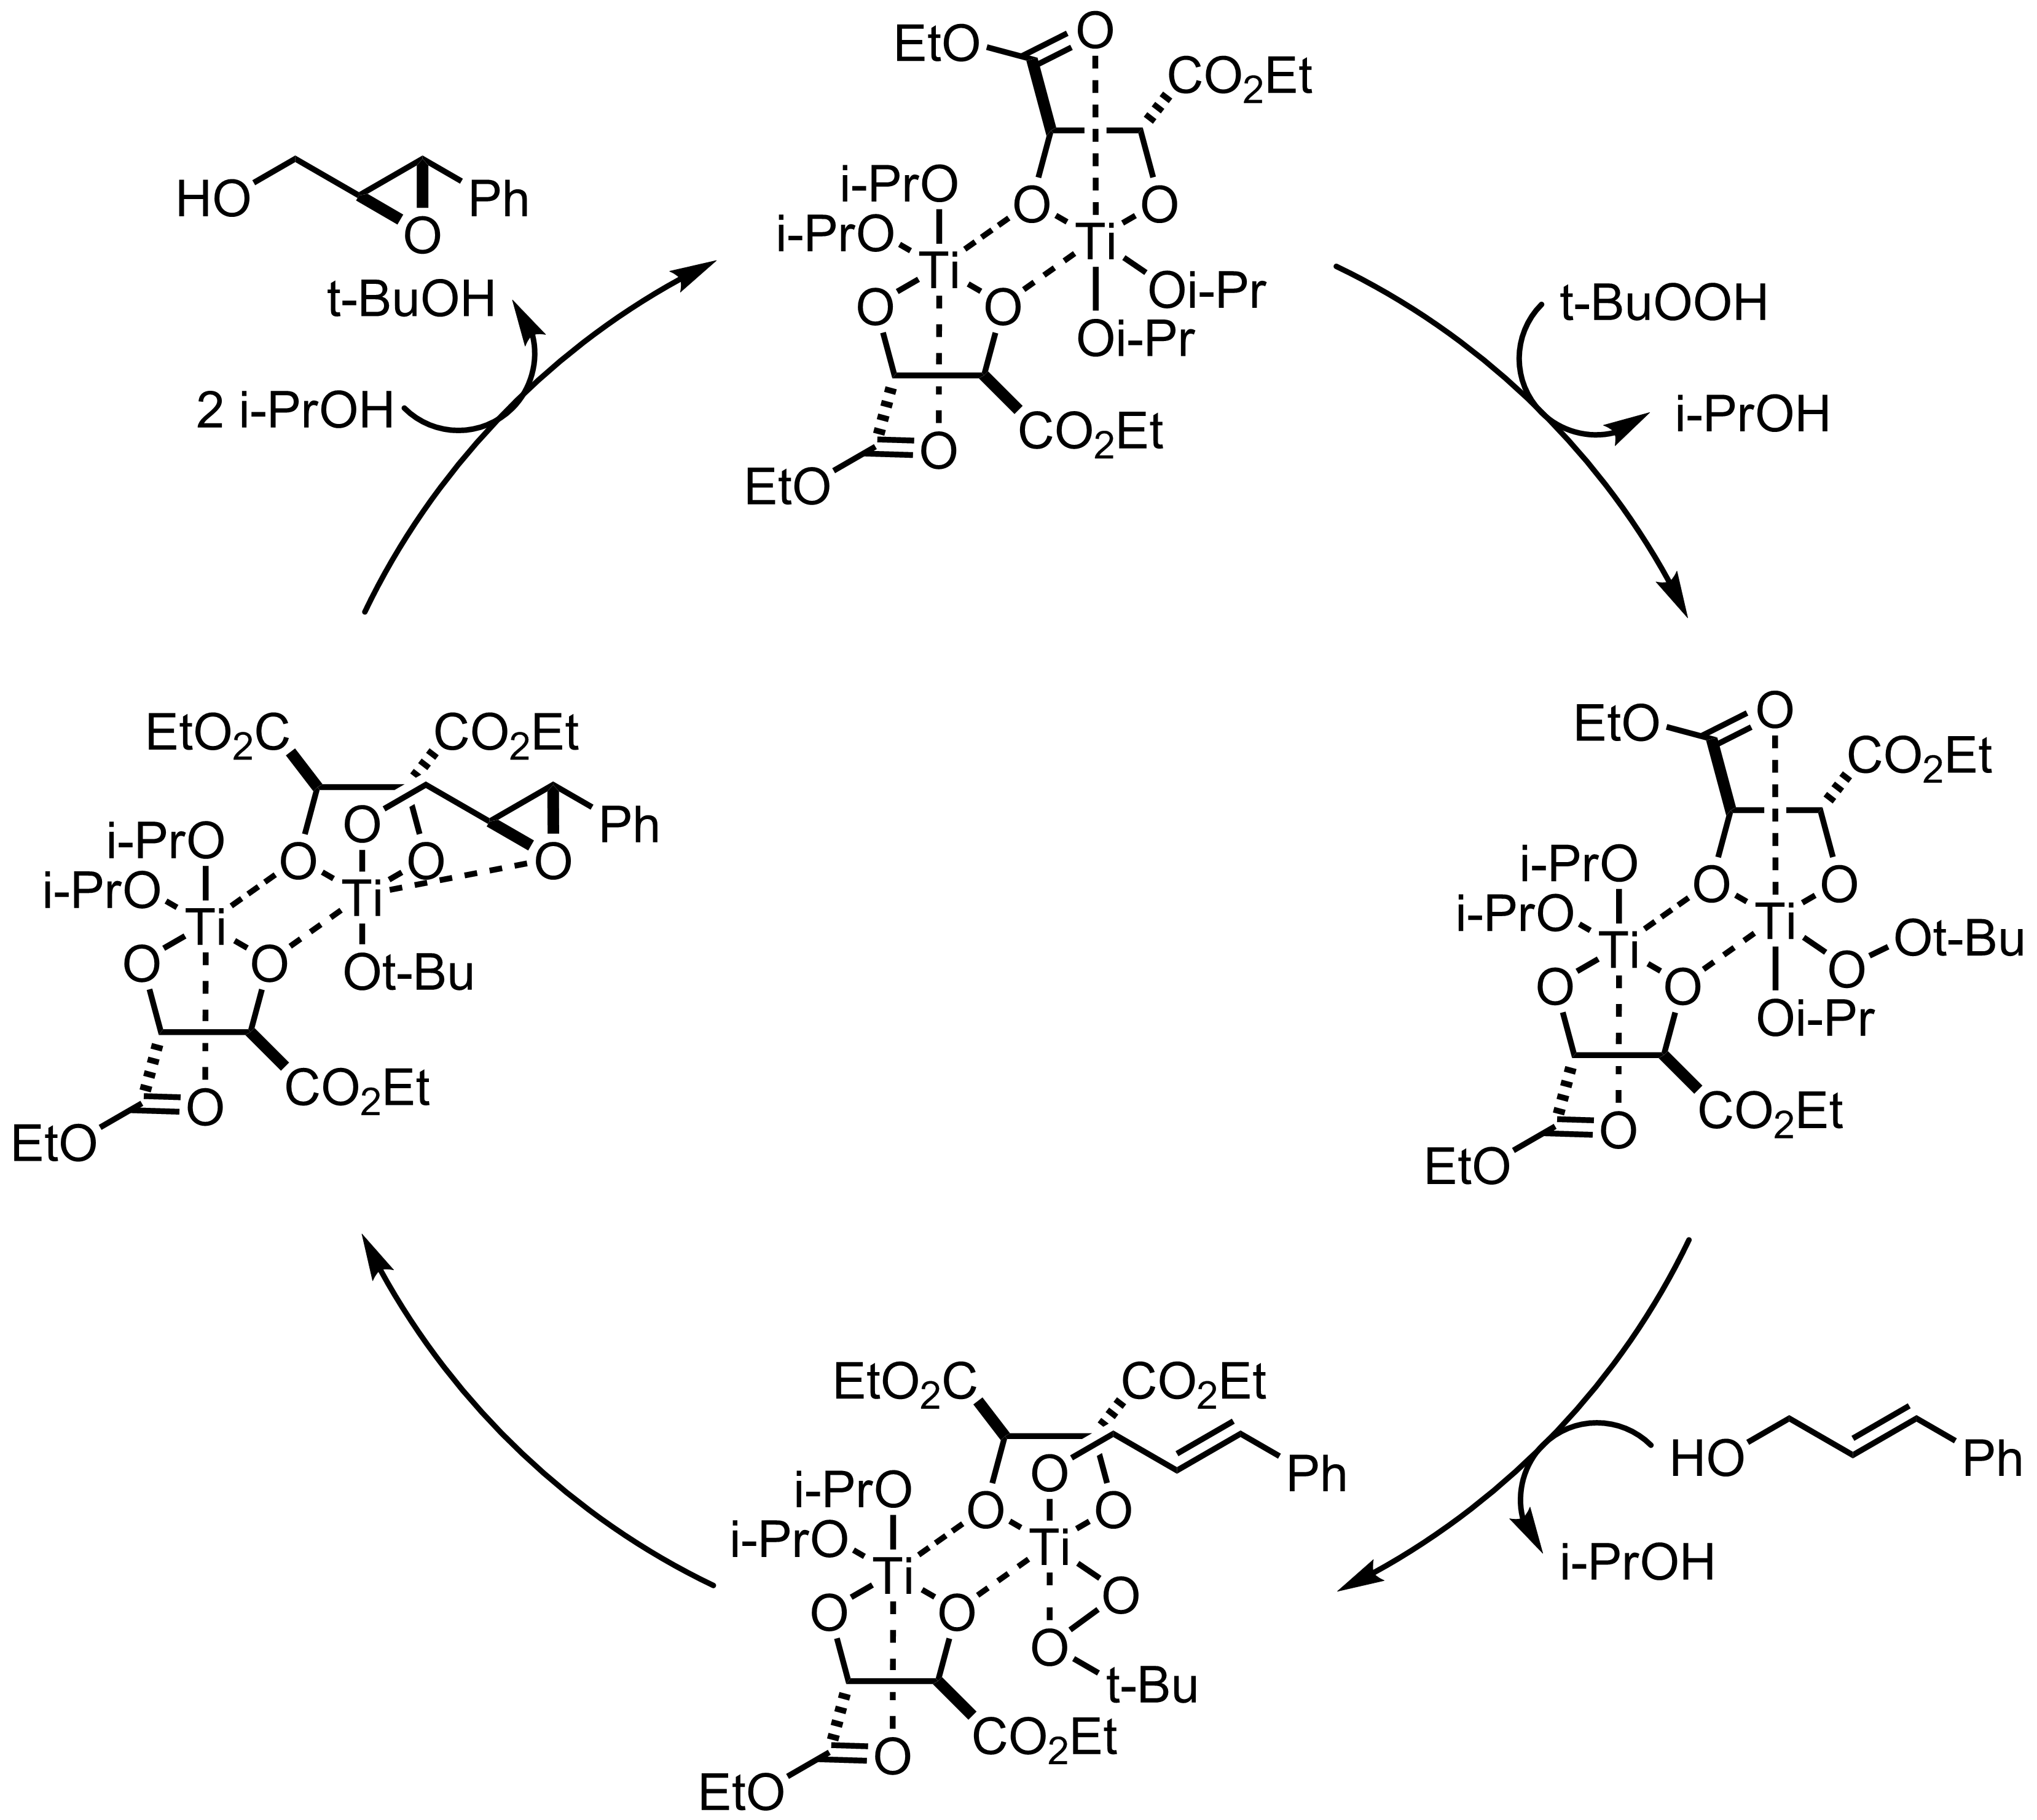 EtO O
CO2Et
i-PrO
O O
i-PrO
Ti
Ti
O O
Oi-Pr
Oi-Pr
CO2Et
O
EtO
HO
Ph
O
t-BuOH
2 i-PrOH
t-BuOOH
i-PrOH
EtO O
CO2Et
i-PrO
O O
i-PrO
Ti
Ti
Ot-Bu
O O
O
Oi-Pr
CO2Et
O
EtO
EtO2C CO2Et
O
Ph
i-PrO
O O O
i-PrO
Ti
Ti
O O
Ot-Bu
CO2Et
O
EtO
HO
Ph
i-PrOH
EtO2C CO2Et
O
Ph
i-PrO
O O
i-PrO
Ti
Ti
O O
O
O
t-Bu
CO2Et
O
EtO